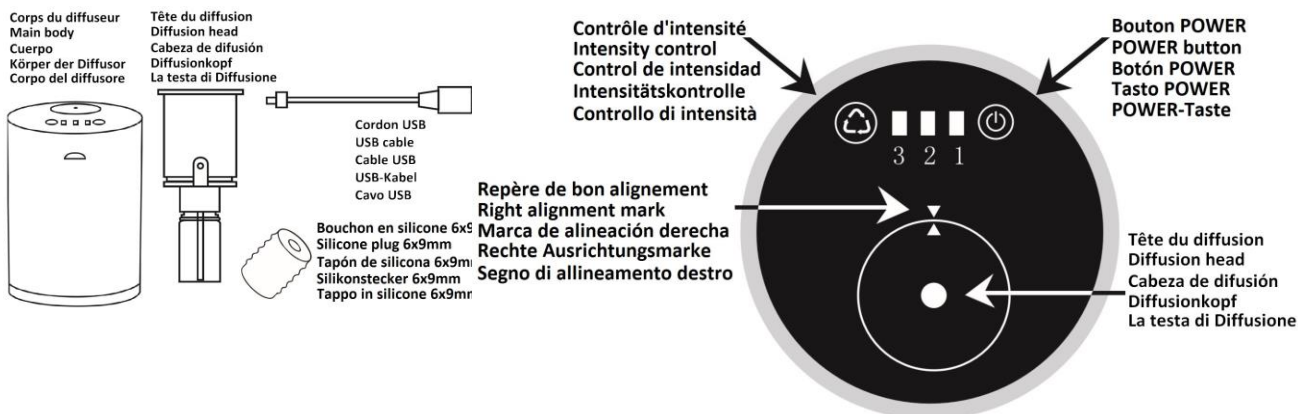 Corps du diffuseur
Main body
Cuerpo
Körper der Diffusor
Corpo del diffusore
Tête du diffusion
Diffusion head
Cabeza de difusión
Diffusionkopf
La testa di Diffusione
Cordon USB
USB cable
Cable USB
USB-Kabel
Cavo USB
Bouchon en silicone 6x9
Silicone plug 6x9mm
Tapón de silicona 6x9m
Silikonstecker 6x9mm
Tappo in silicone 6x9mm
Contrôle d'intensité
Intensity control
Control de intensidad
Intensitätskontrolle
Controllo di intensità
Bouton POWER
POWER button
Botón POWER
Tasto POWER
POWER-Taste
3 2 1
Repère de bon alignement
Right alignment mark
Marca de alineación derecha
Rechte Ausrichtungsmarke
Segno di allineamento destro
Tête du diffusion
Diffusion head
Cabeza de difusión
Diffusionkopf
La testa di Diffusione